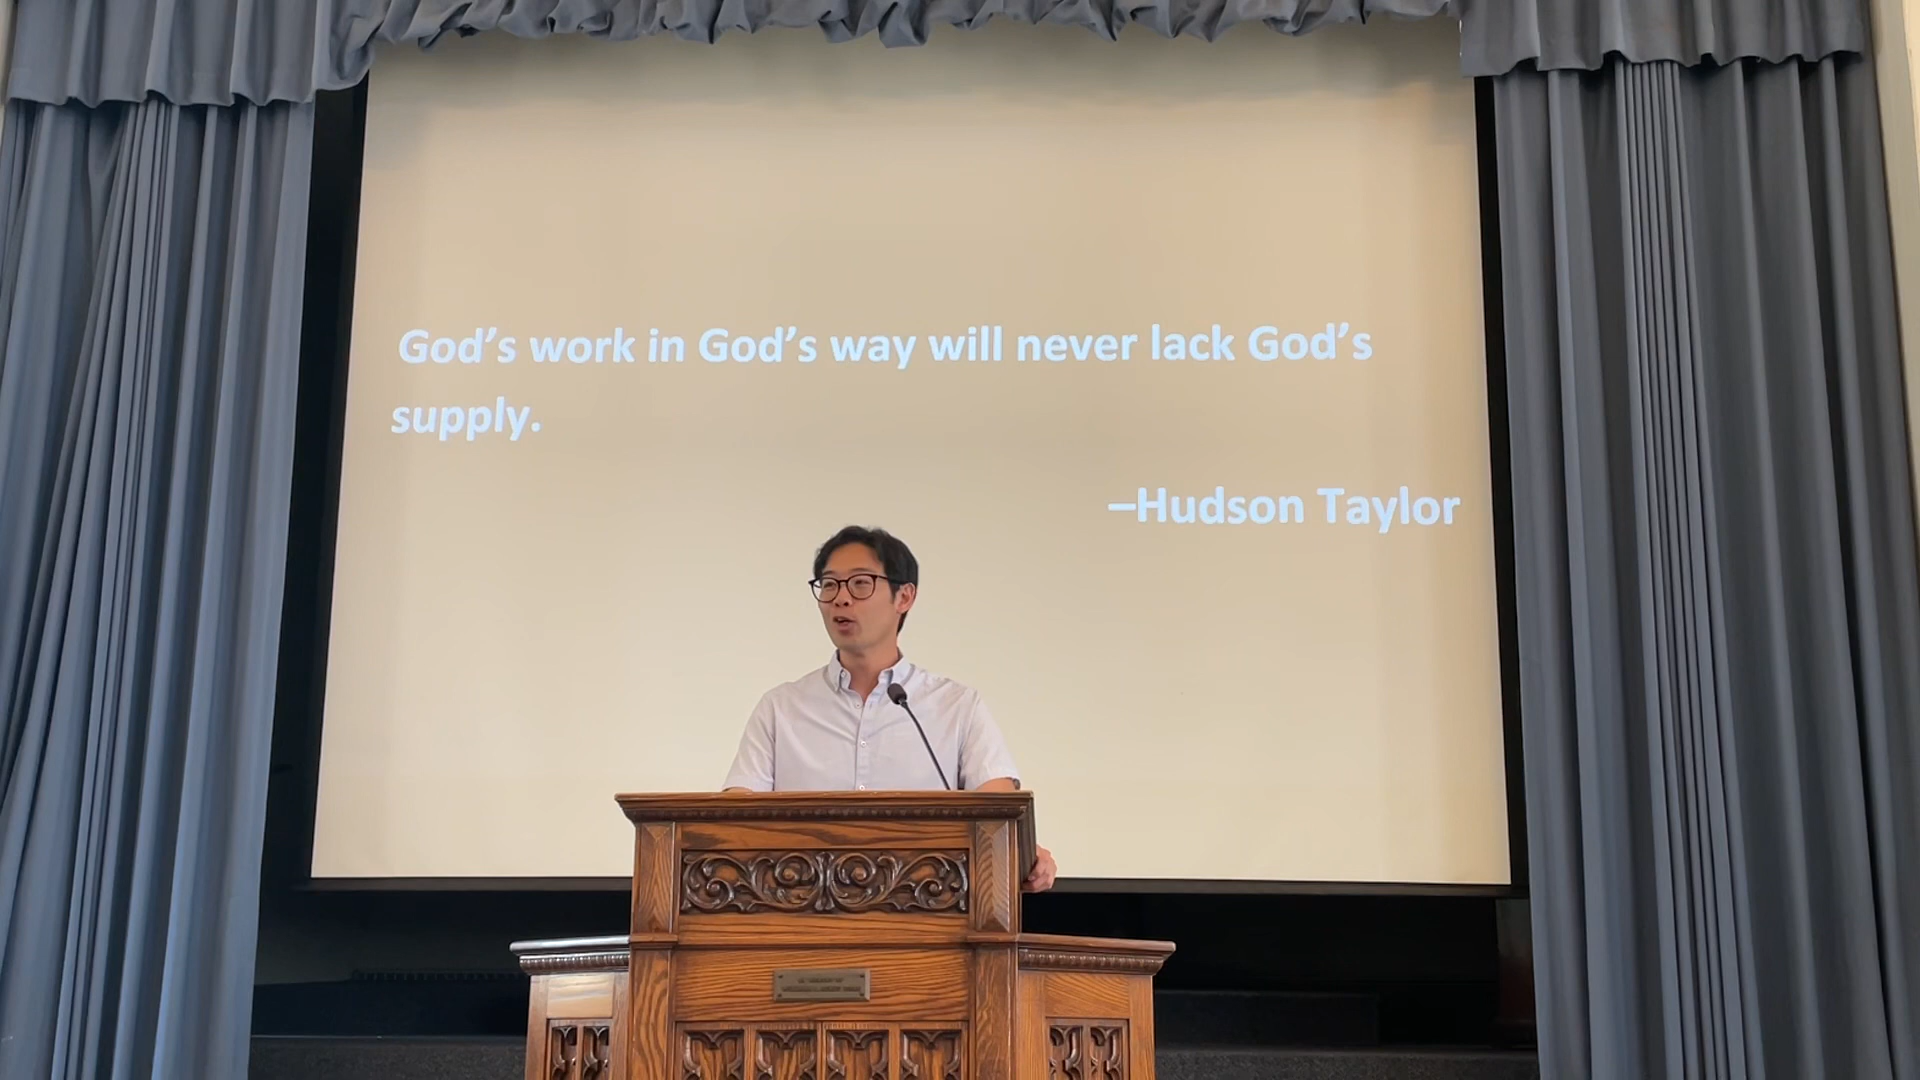 God’s work in God’s way will never lack God’s
supply.
–Hudson Taylor